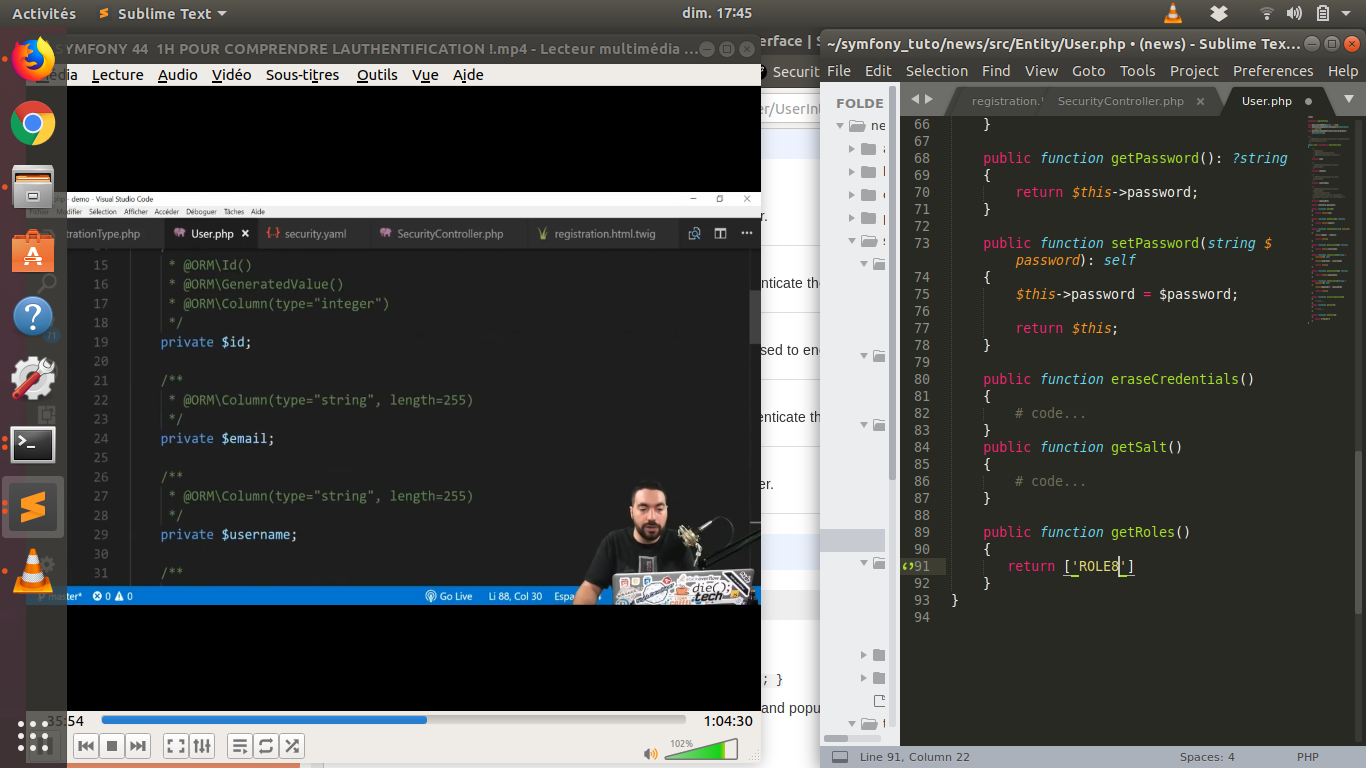 Activités
Sublime Text
dim. 17:45
SYMFONY 44 1H POUR COMPRENDRE LAUTHENTIFICATION !.mp4 - Lecteur multimédia ...
Lecture Audio Vidéo Sous-titres Outils Vue Aide
demo - Visual Studio Code
Modifier Sélection Afficher Accéder Déboguer Tâches Aide
trationType.php User.php security.yaml SecurityController.php registration.html.twig
15 * @ORM\Id()
16 * @ORM\GeneratedValue()
17 * @ORM\Column(type="integer")
18 */
19 private $id;
20
21 /**
22 * @ORM\Column(type="string", length=255)
23 */
24 private $email;
25
26 /**
27 * @ORM\Column(type="string", length=255)
28 */
29 private $username;
30
31 /**
master* 0 0 Go Live Li 88, Col 30 Espa
35:54
1:04:30
102%
erface | S
Securit
er/UserInt
r.
nticate the
sed to en
enticate th
er.
; }
and popu
~/symfony_tuto/news/src/Entity/User.php • (news) - Sublime Tex...
File Edit Selection Find View Goto Tools Project Preferences Help
FOLDE
ne
registration.
SecurityController.php
User.php
66 }
67
68 public function getPassword(): ?string
69 {
70 return $this->password;
71 }
72
73 public function setPassword(string $
password): self
74 {
75 $this->password = $password;
76
77 return $this;
78 }
79
80 public function eraseCredentials()
81 {
82 # code...
83 }
84 public function getSalt()
85 {
86 # code...
87 }
88
89 public function getRoles()
90 {
91 return ['ROLE8']
92 }
93 }
94
Line 91, Column 22
Spaces: 4
PHP